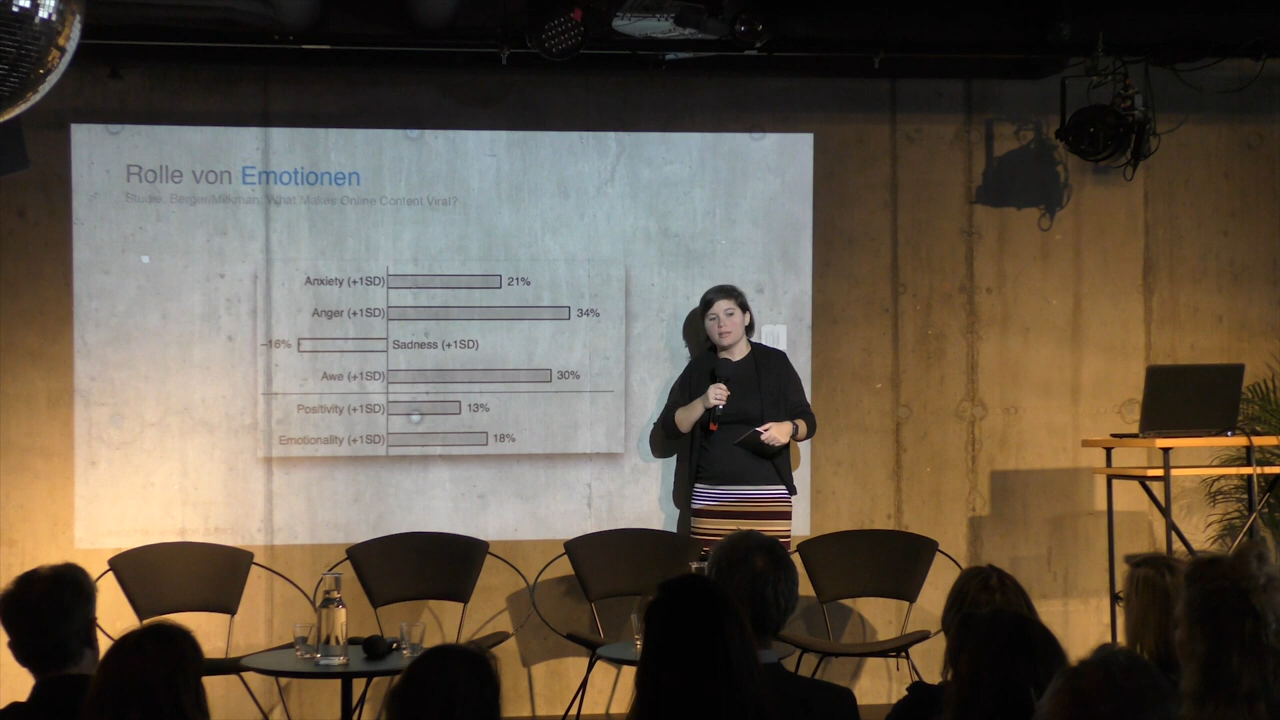 Rolle von Emotionen
Studie, Berger/Milkman: What Makes Online Content Viral?
Anxiety (+1SD) 21%
Anger (+1SD) 34%
–16% Sadness (+1SD)
Awe (+1SD) 30%
Positivity (+1SD) 13%
Emotionality (+1SD) 18%